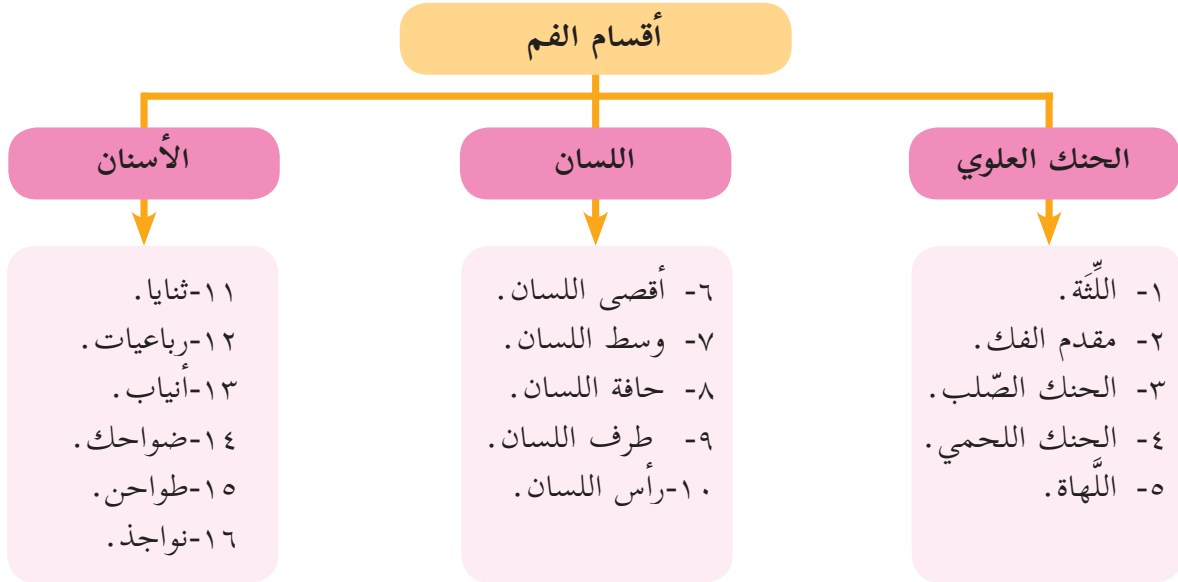 أقسام الفم
الحنك العلوي
١- اللِّثَة.
٢- مقدم الفك.
٣- الحنك الصّلب.
٤- الحنك اللحمي.
٥- اللَّهاة.
اللسان
٦- أقصى اللسان.
٧- وسط اللسان.
٨- حافة اللسان.
٩- طرف اللسان.
١٠-رأس اللسان.
الأسنان
١١-ثنايا.
١٢-رباعيات.
١٣-أنياب.
١٤-ضواحك.
١٥-طواحن.
١٦-نواجذ.